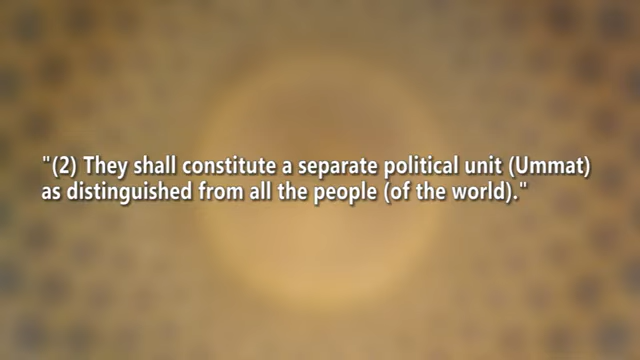 "(2) They shall constitute a separate political unit (Ummat)
as distinguished from all the people (of the world)."